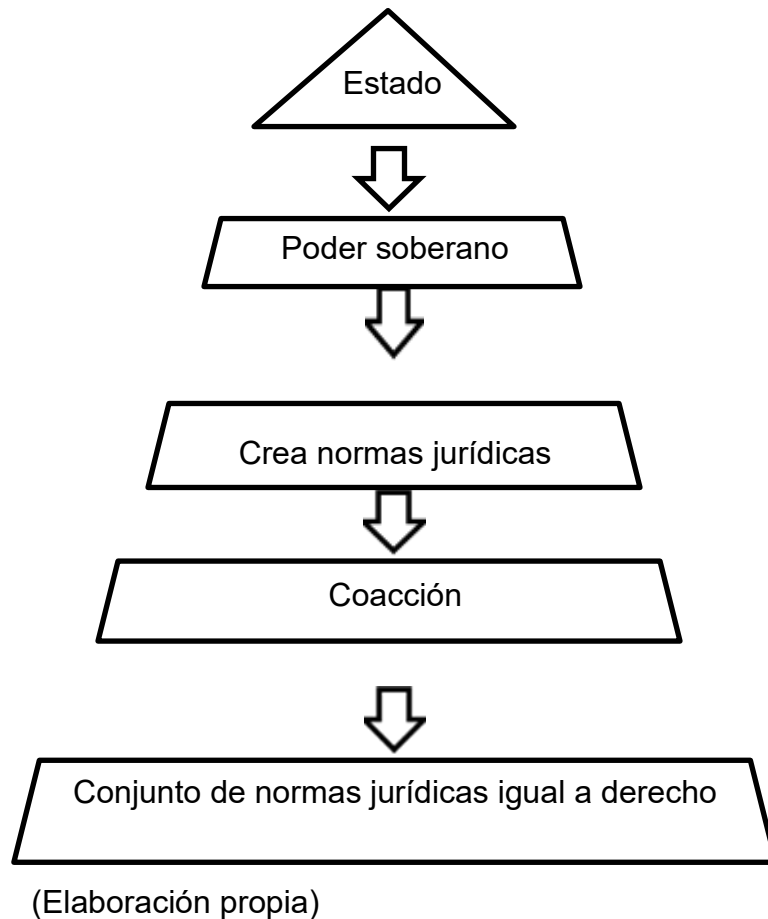 Estado
Poder soberano
Crea normas jurídicas
Coacción
Conjunto de normas jurídicas igual a derecho
(Elaboración propia)